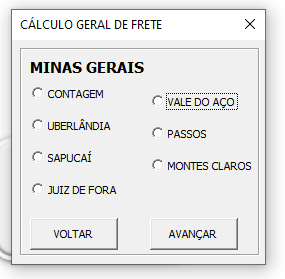 CÁLCULO GERAL DE FRETE
MINAS GERAIS
CONTAGEM
UBERLÂNDIA
SAPUCAÍ
JUIZ DE FORA
VALE DO AÇO
PASSOS
MONTES CLAROS
VOLTAR
AVANÇAR